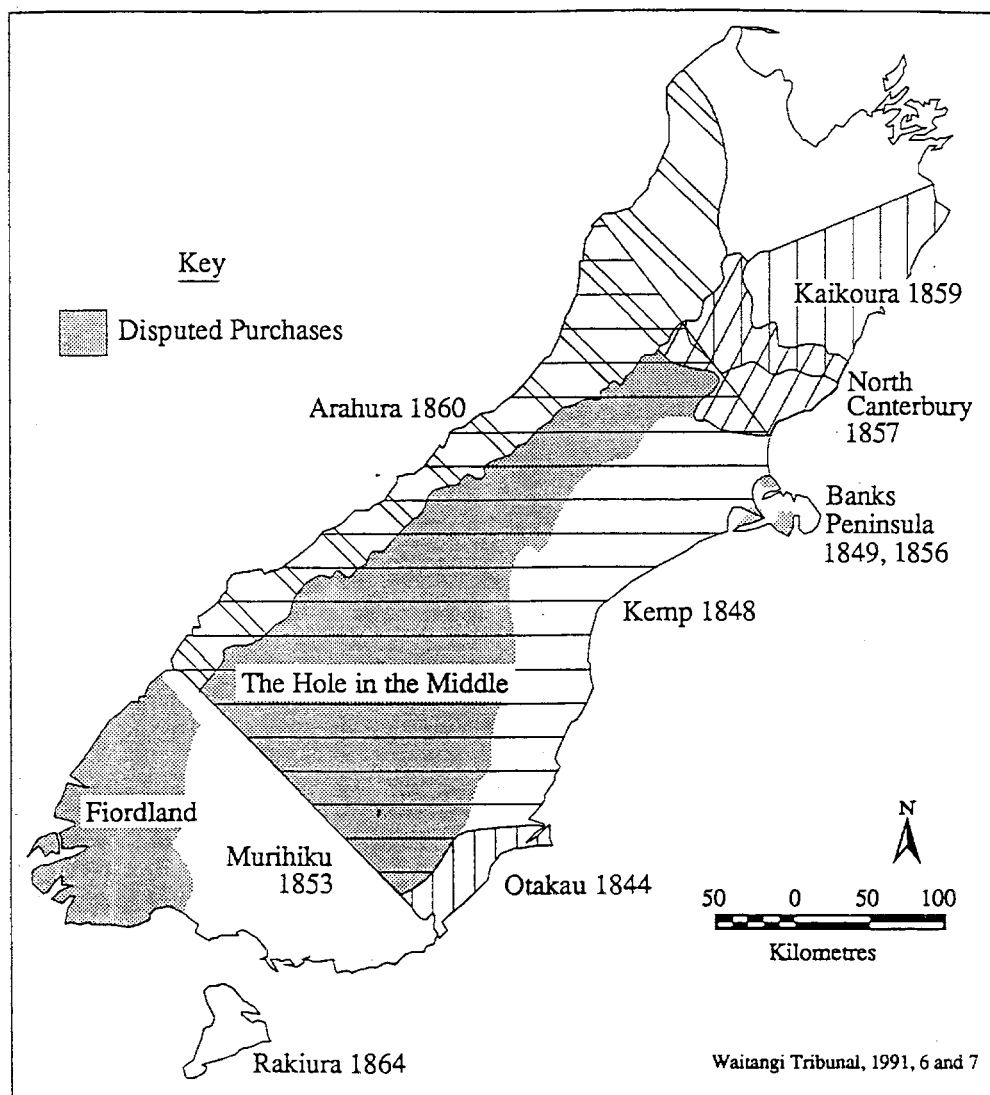 Key
Disputed Purchases
Kaikoura 1859
Arahura 1860
North
Canterbury
1857
Banks
Peninsula
1849, 1856
Kemp 1848
The Hole in the Middle
Fiordland
Murihiku
1853
Otakau 1844
N
50 0 50 100
Kilometres
Rakiura 1864
Waitangi Tribunal, 1991, 6 and 7